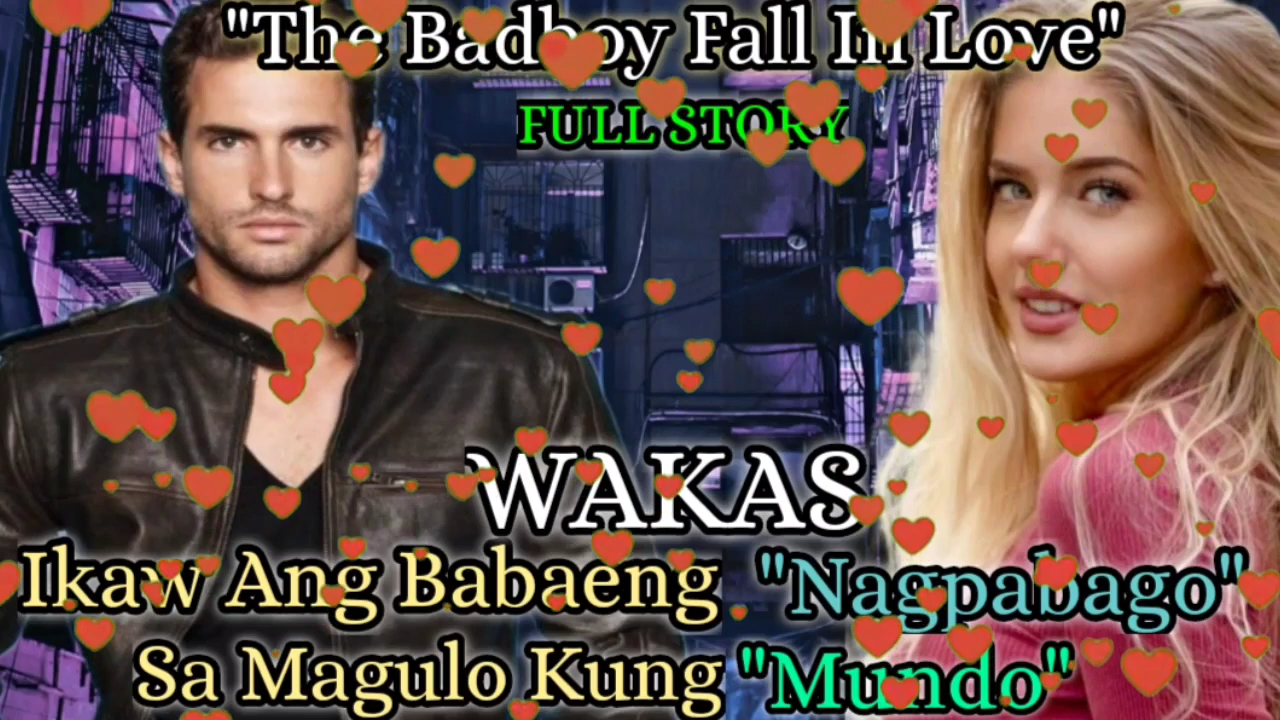 "The Badboy Fall In Love"
FULL STORY
WAKAS
Ikaw Ang Babaeng "Nagpabago"
Sa Magulo Kung "Mundo"